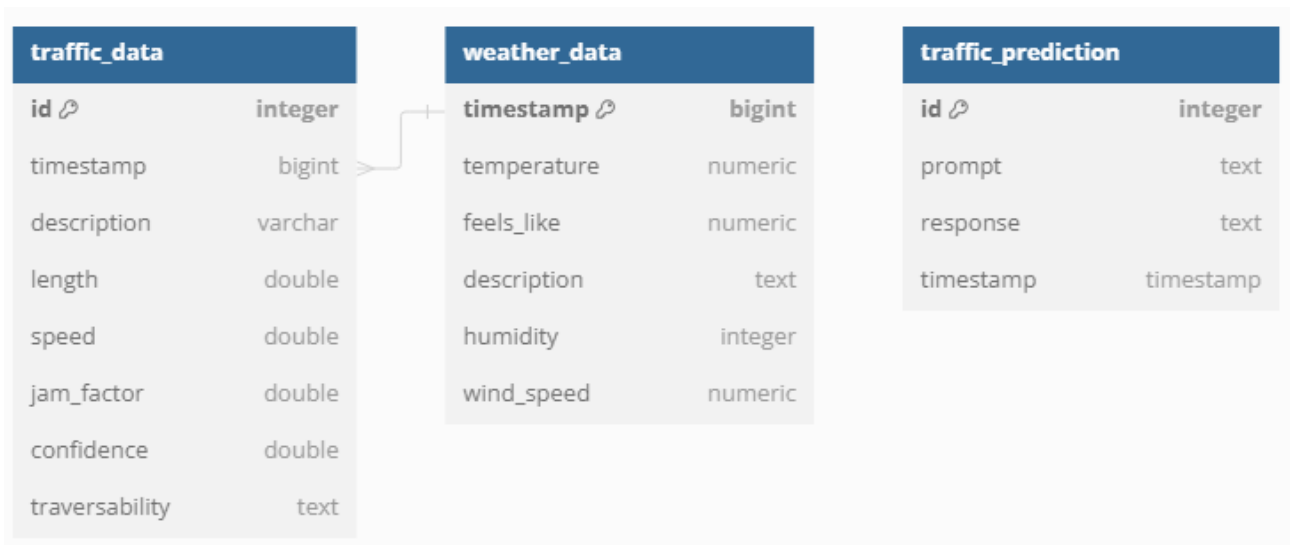 traffic_data
id integer
timestamp bigint
description varchar
length double
speed double
jam_factor double
confidence double
traversability text
weather_data
timestamp bigint
temperature numeric
feels_like numeric
description text
humidity integer
wind_speed numeric
traffic_prediction
id integer
prompt text
response text
timestamp timestamp